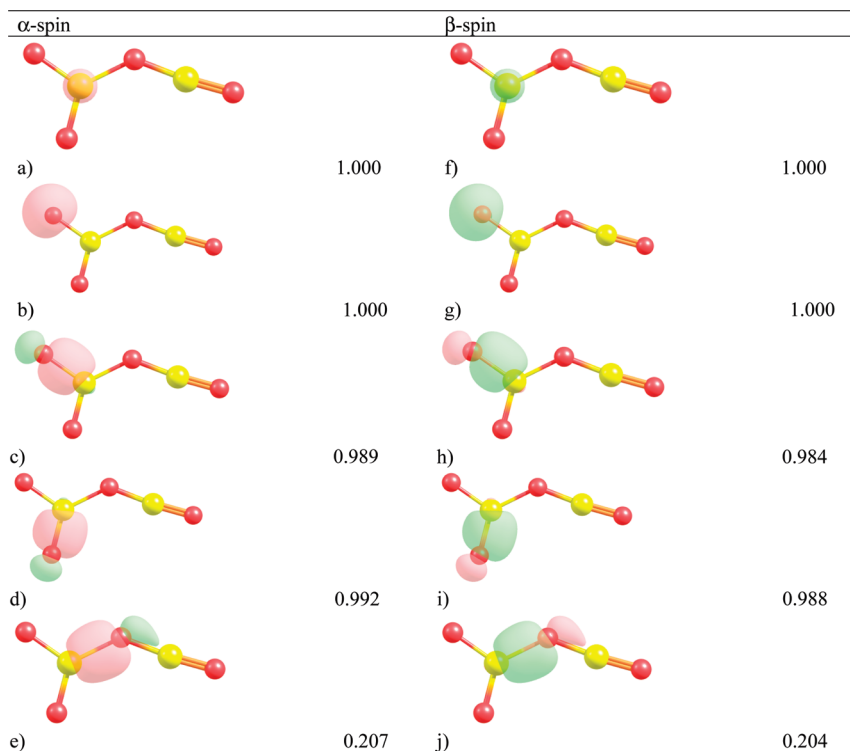 α-spin β-spin
a) 1.000 f) 1.000
b) 1.000 g) 1.000
c) 0.989 h) 0.984
d) 0.992 i) 0.988
e) 0.207 j) 0.204